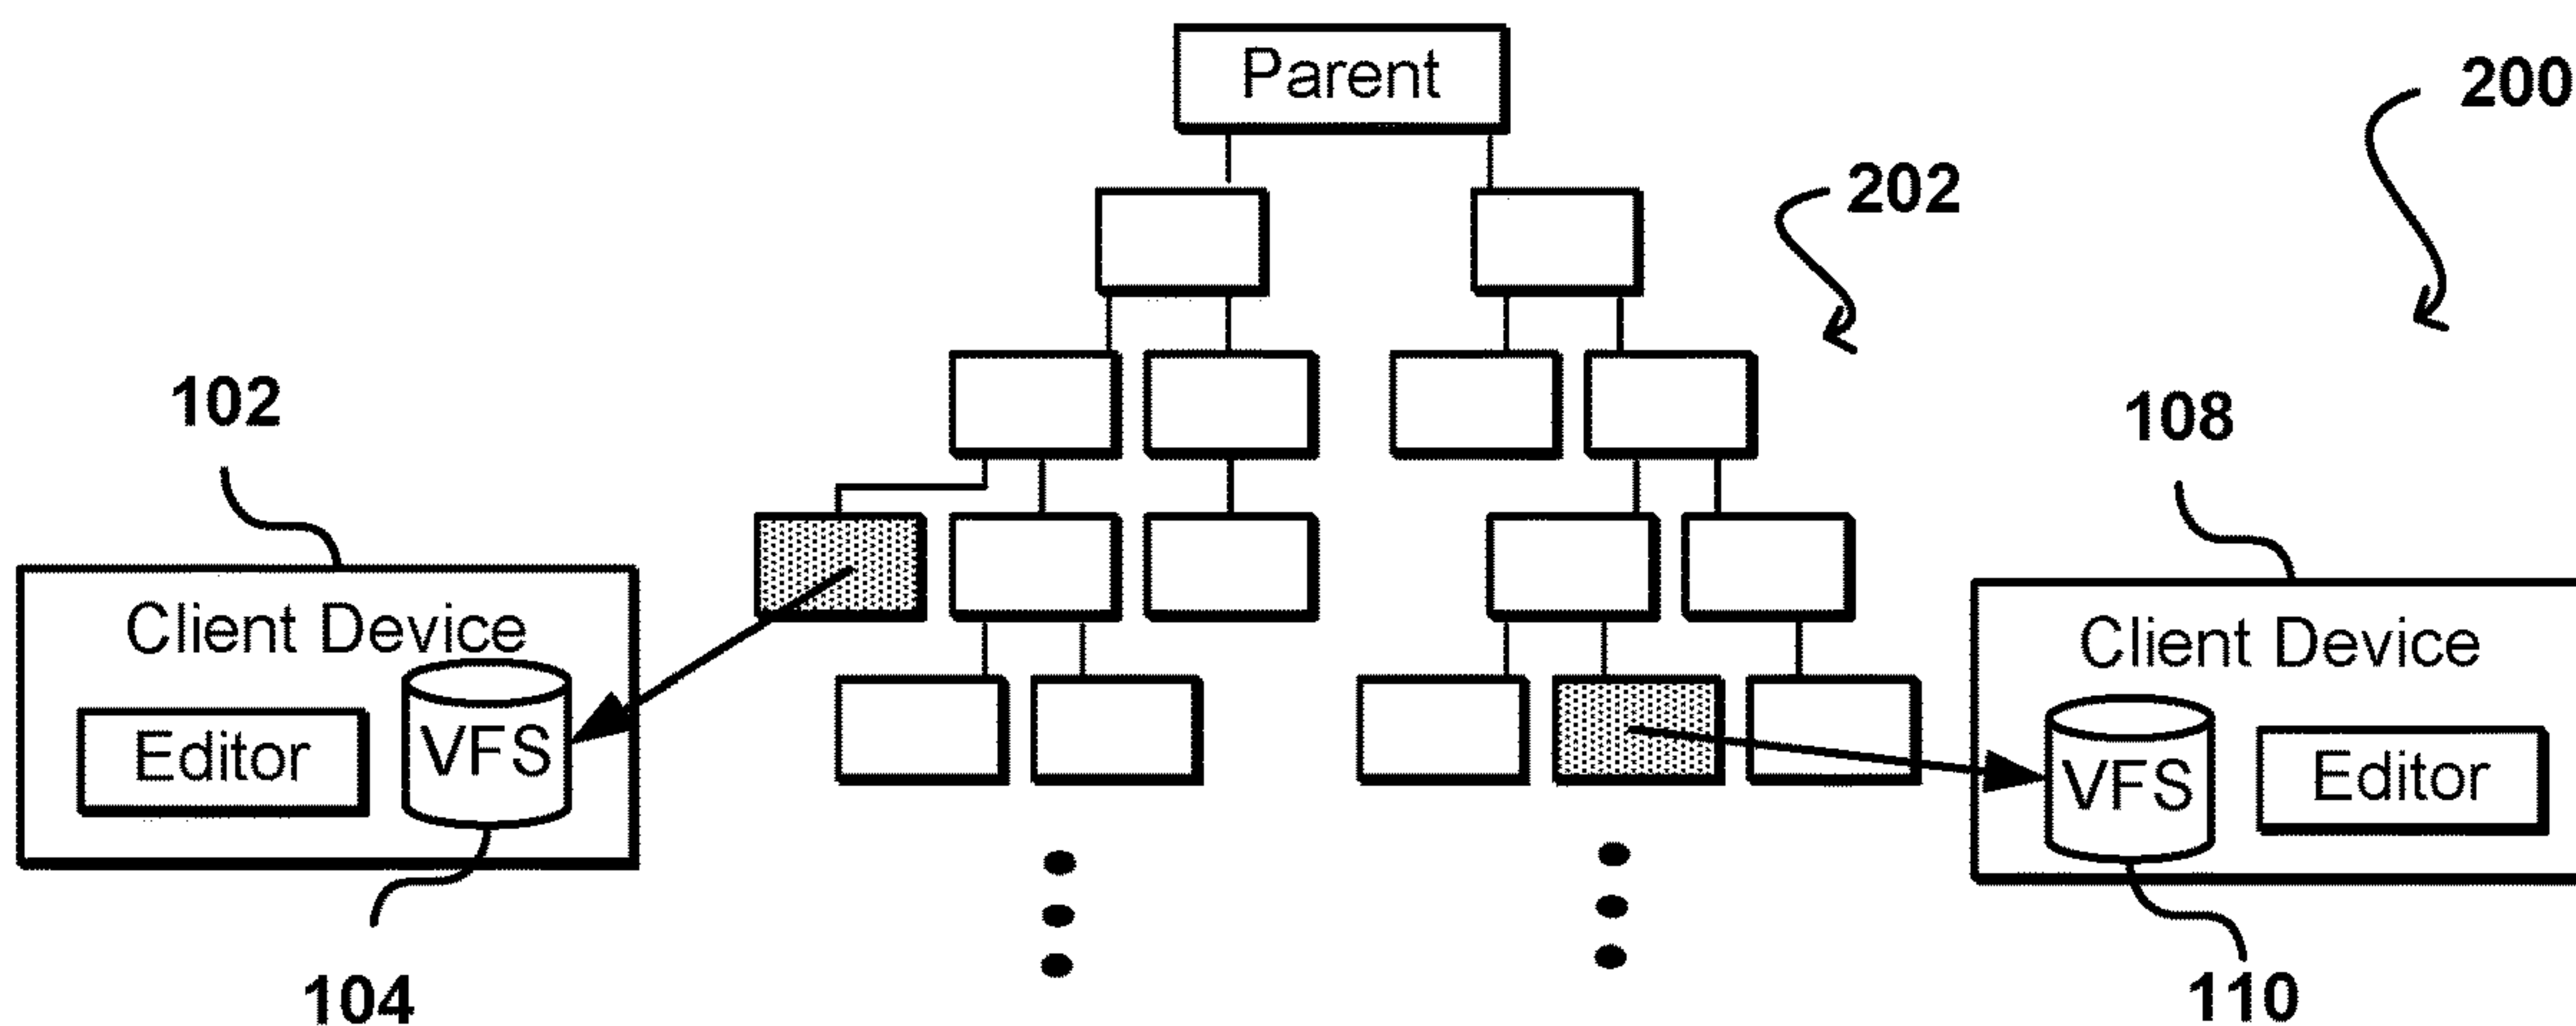 Parent
200
202
102
108
Client Device
Editor
VFS
Client Device
VFS
Editor
104
110